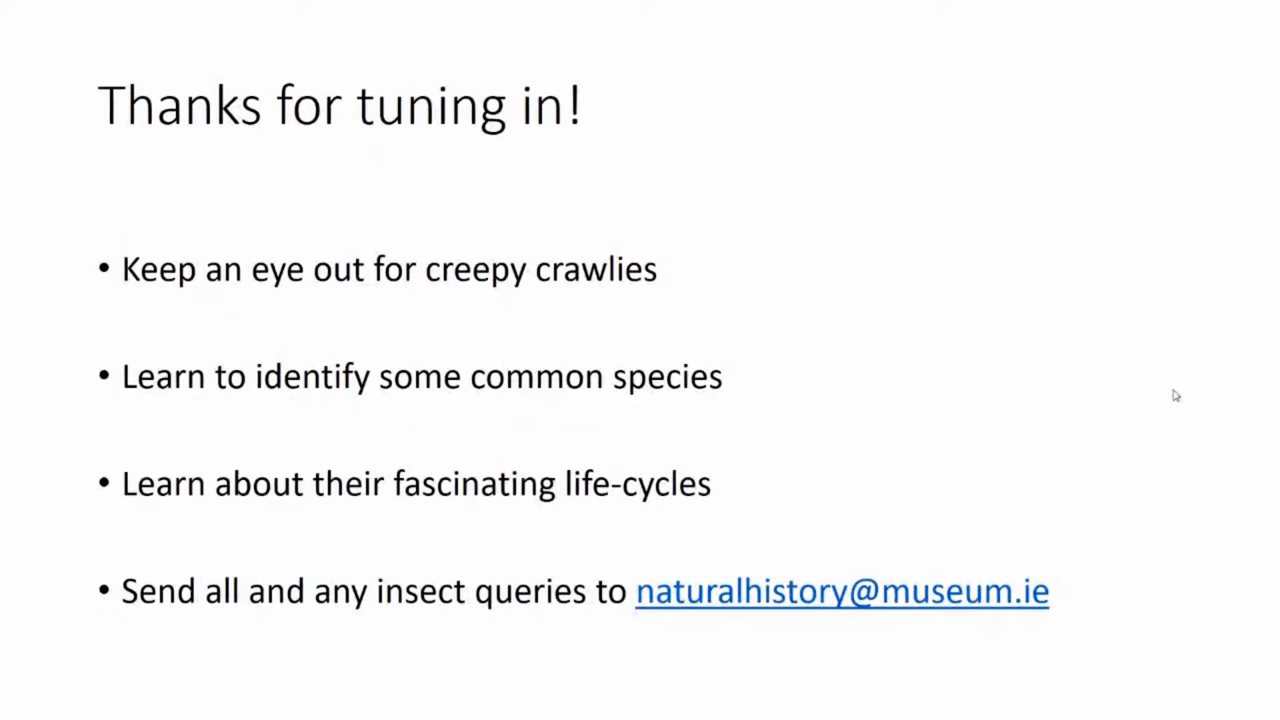 Thanks for tuning in!
• Keep an eye out for creepy crawlies
• Learn to identify some common species
• Learn about their fascinating life-cycles
• Send all and any insect queries to naturalhistory@museum.ie